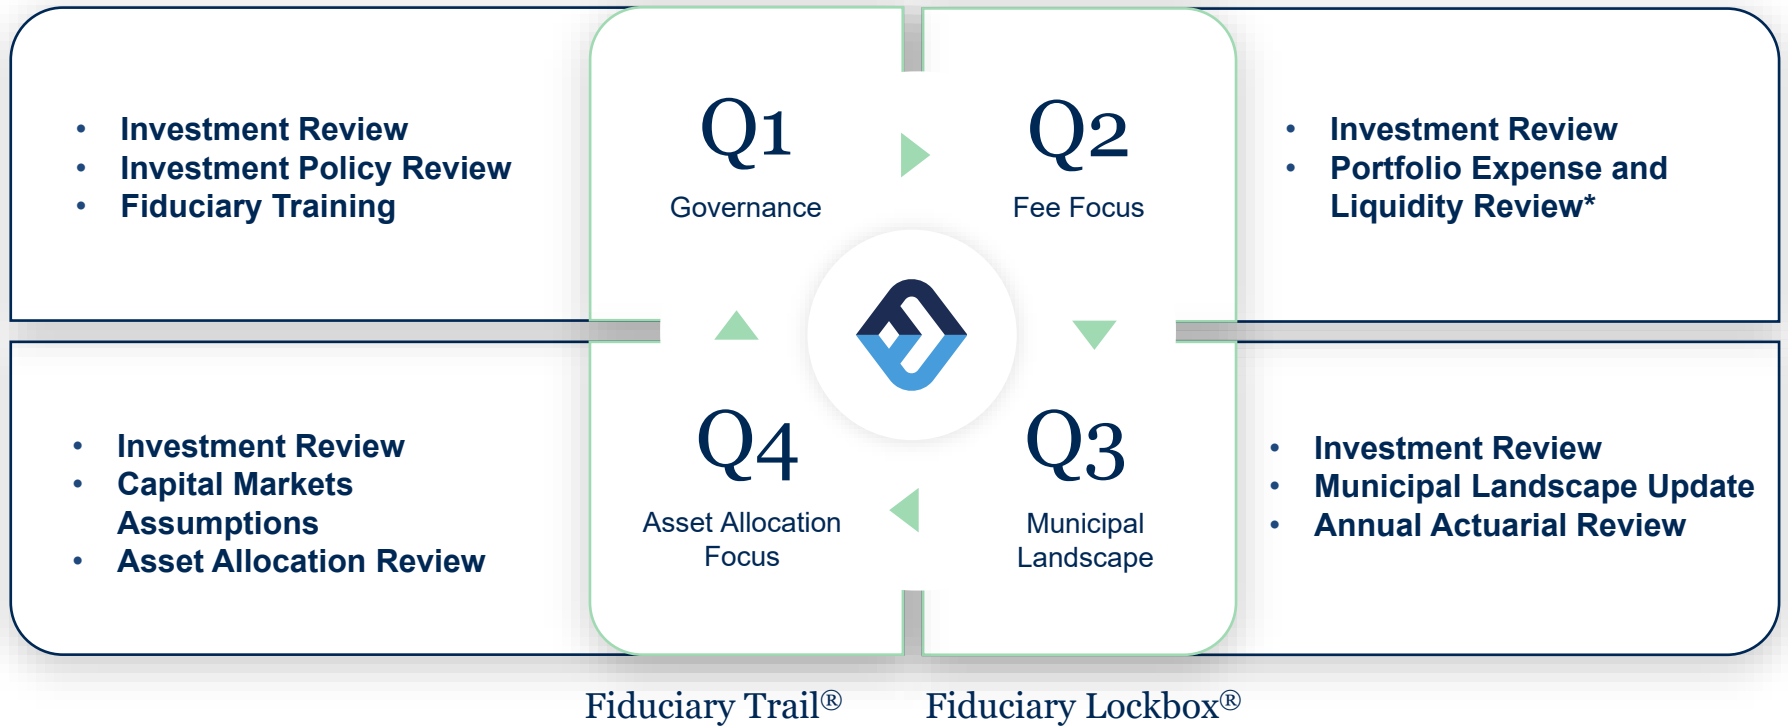 • Investment Review
• Investment Policy Review
• Fiduciary Training
Q1
Governance
Q2
Fee Focus
• Investment Review
• Portfolio Expense and
Liquidity Review*
• Investment Review
• Capital Markets
Assumptions
• Asset Allocation Review
Q4
Asset Allocation
Focus
Q3
Municipal
Landscape
• Investment Review
• Municipal Landscape Update
• Annual Actuarial Review
Fiduciary Trail®
Fiduciary Lockbox®